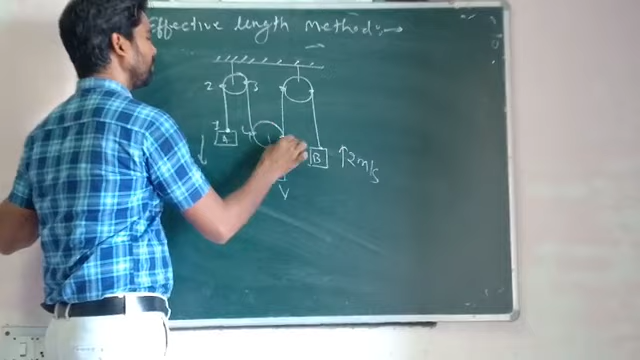 Effective length method :→
2 3
1 4
A
B ↑2m/s
V